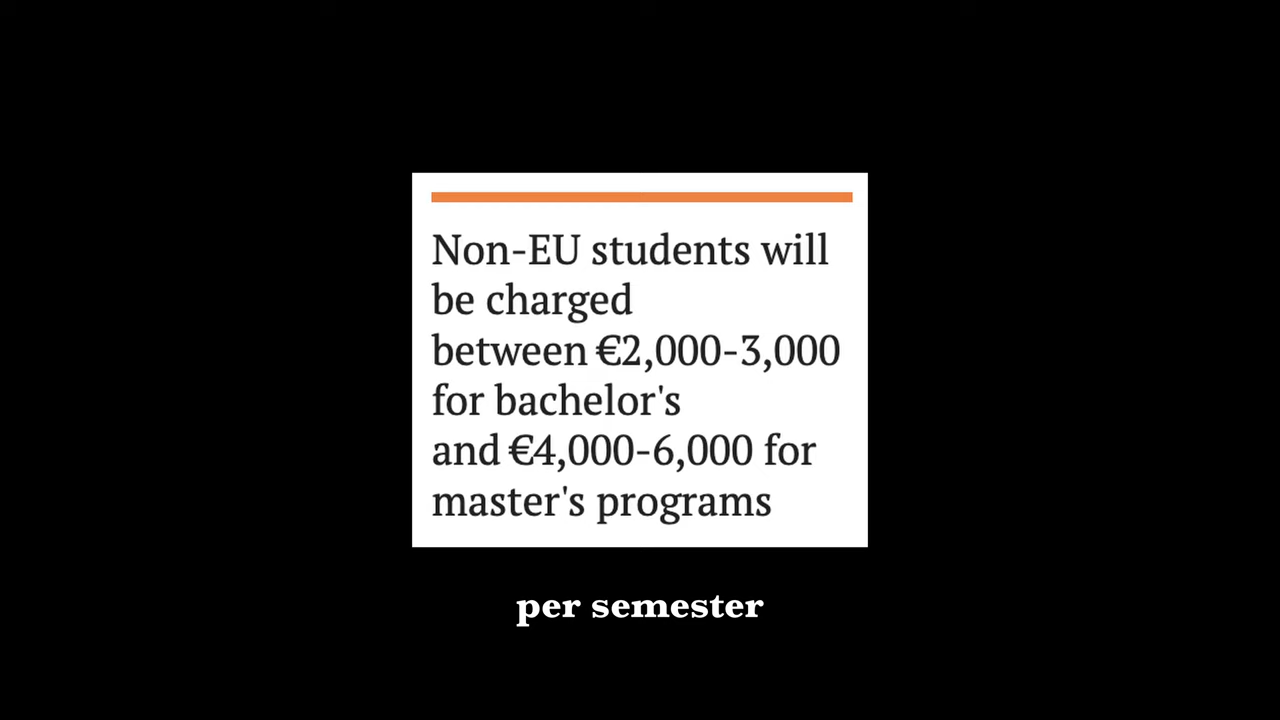 Non-EU students will
be charged
between €2,000-3,000
for bachelor's
and €4,000-6,000 for
master's programs
per semester